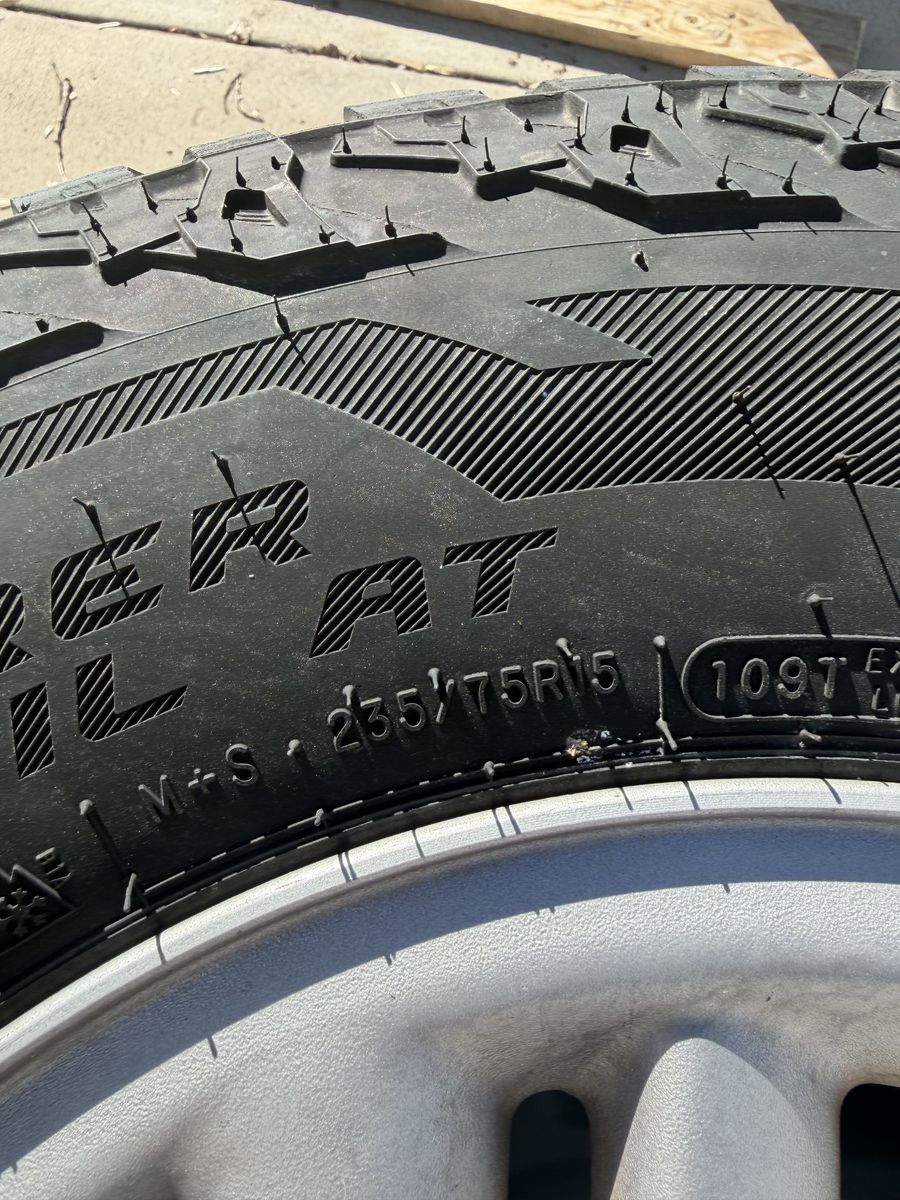 RER
IL AT
M+S · 235/75R15
109T